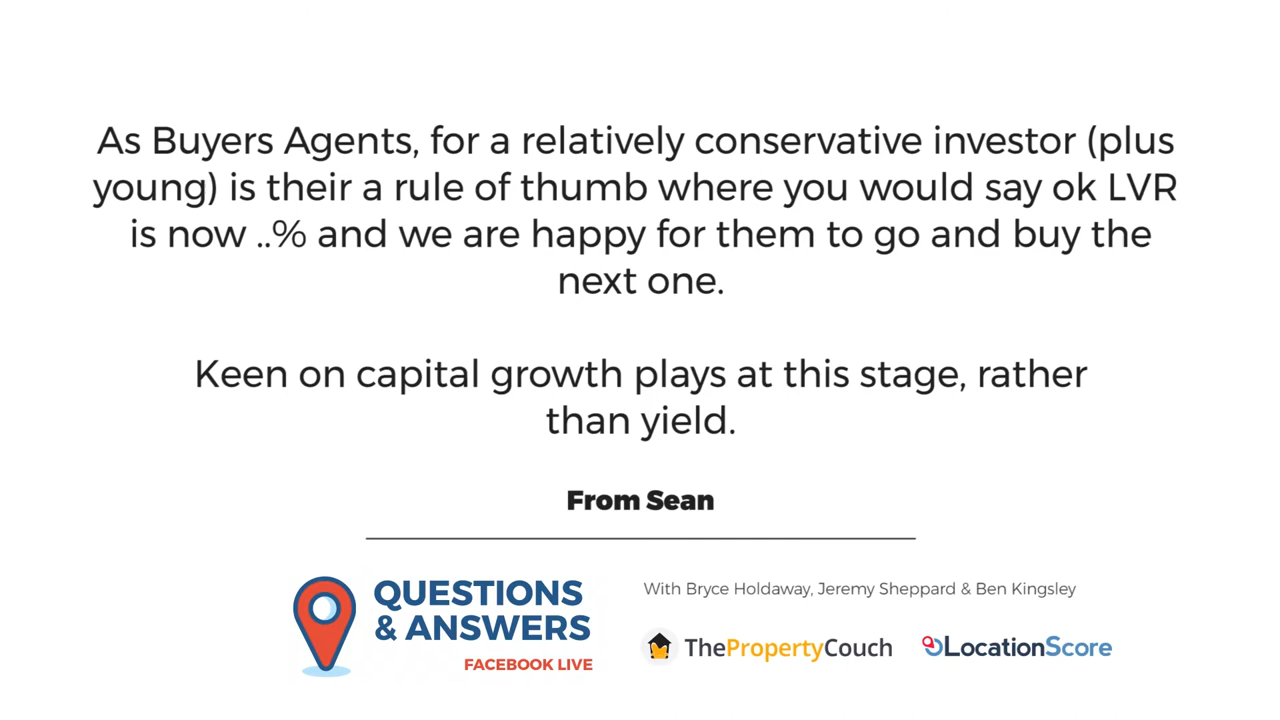 As Buyers Agents, for a relatively conservative investor (plus
young) is their a rule of thumb where you would say ok LVR
is now ..% and we are happy for them to go and buy the
next one.
Keen on capital growth plays at this stage, rather
than yield.
From Sean
QUESTIONS
& ANSWERS
FACEBOOK LIVE
With Bryce Holdaway, Jeremy Sheppard & Ben Kingsley
ThePropertyCouch
LocationScore